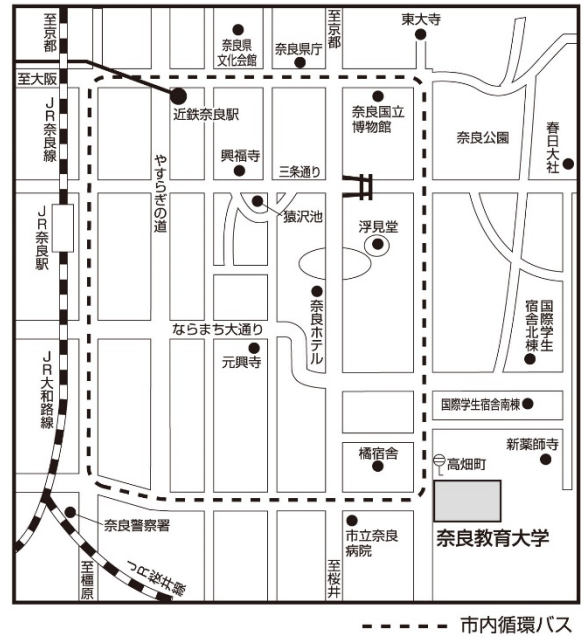 至京都
至京都
東大寺
奈良県
文化会館
奈良県庁
至大阪
近鉄奈良駅
奈良国立
博物館
奈良公園
春日大社
JR奈良線
やすらぎの道
興福寺
三条通り
猿沢池
浮見堂
JR奈良駅
奈良ホテル
国際学生
宿舎北棟
ならまち大通り
元興寺
JR大和路線
国際学生宿舎南棟
橘宿舎
高畑町
新薬師寺
奈良警察署
市立奈良
病院
奈良教育大学
至橿原
JR桜井線
至桜井
市内循環バス